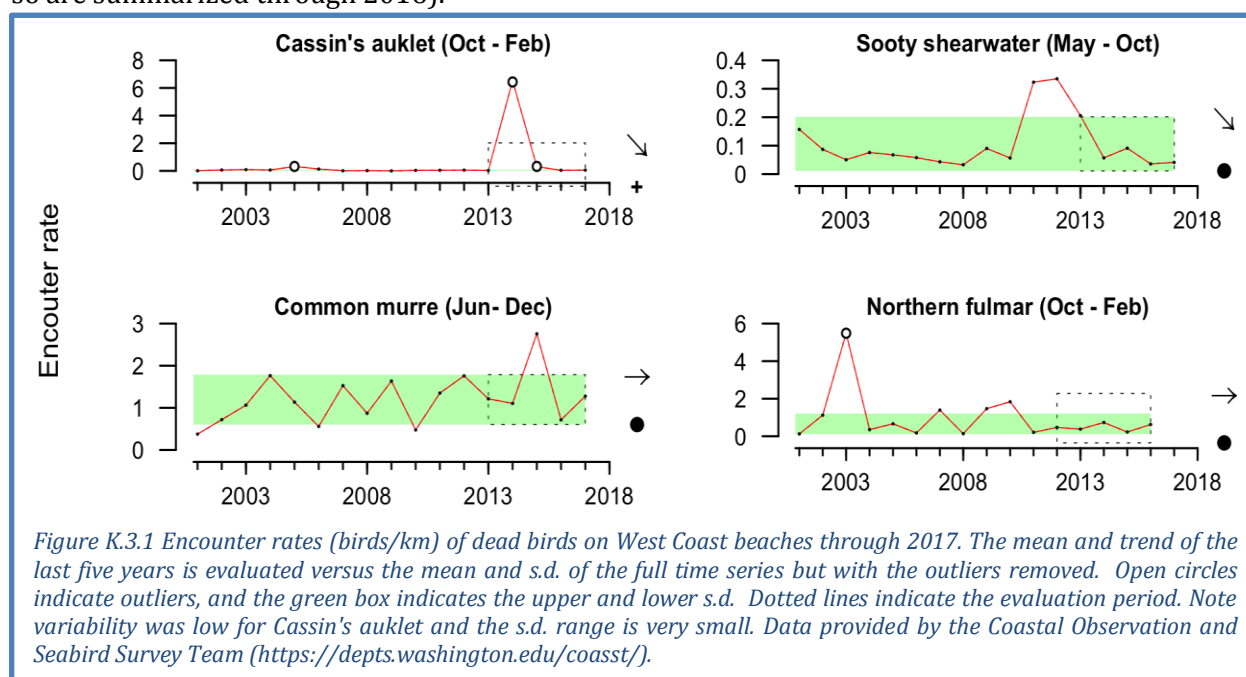 so are summarized through 2016).
Cassin's auklet (Oct - Feb)
8
6
4
2
0
2003 2008 2013 2018
+
Sooty shearwater (May - Oct)
0.4
0.3
0.2
0.1
0
2003 2008 2013 2018
Encouter rate
Common murre (Jun- Dec)
3
2
1
0
2003 2008 2013 2018
Northern fulmar (Oct - Feb)
6
4
2
0
2003 2008 2013 2018
Figure K.3.1 Encounter rates (birds/km) of dead birds on West Coast beaches through 2017. The mean and trend of the
last five years is evaluated versus the mean and s.d. of the full time series but with the outliers removed. Open circles
indicate outliers, and the green box indicates the upper and lower s.d. Dotted lines indicate the evaluation period. Note
variability was low for Cassin's auklet and the s.d. range is very small. Data provided by the Coastal Observation and
Seabird Survey Team (https://depts.washington.edu/coasst/).